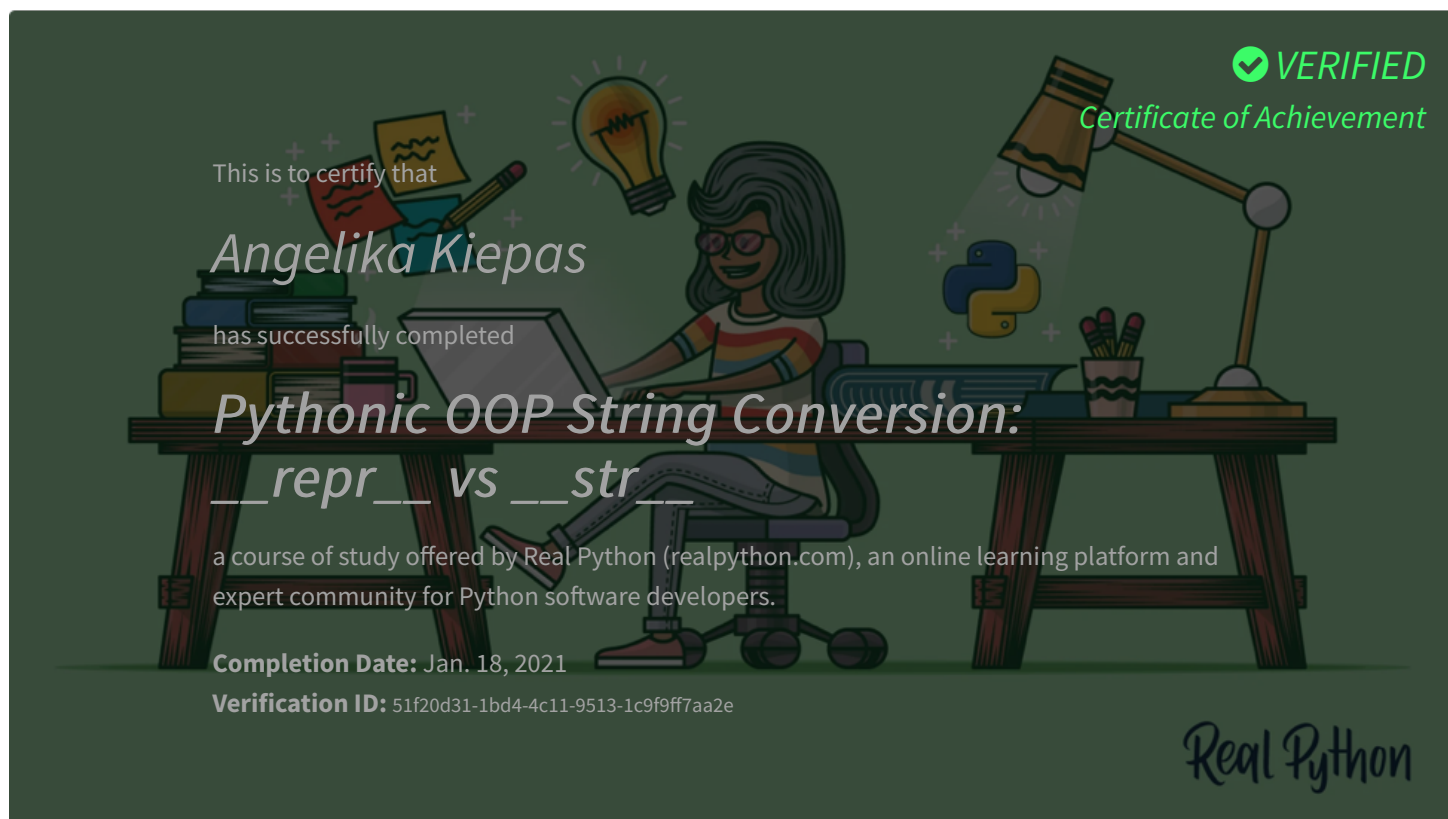 VERIFIED
Certificate of Achievement
This is to certify that
Angelika Kiepas
has successfully completed
Pythonic OOP String Conversion:
__repr__ vs __str__
a course of study offered by Real Python (realpython.com), an online learning platform and
expert community for Python software developers.
Completion Date: Jan. 18, 2021
Verification ID: 51f20d31-1bd4-4c11-9513-1c9f9ff7aa2e
Real Python